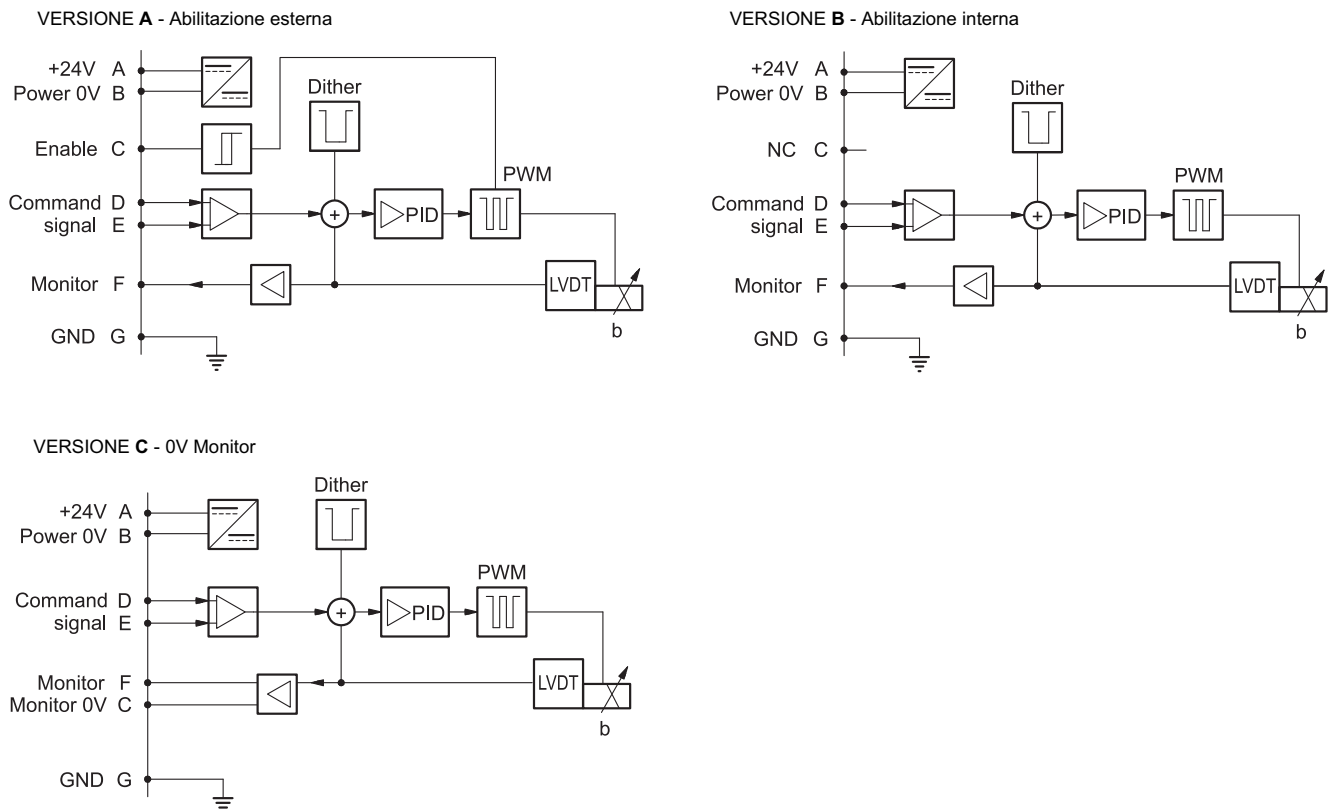 VERSIONE A - Abilitazione esterna
+24V A
Power 0V B
Dither
Enable C
PWM
Command D
signal E
PID
Monitor F
LVDT
b
GND G
VERSIONE B - Abilitazione interna
+24V A
Power 0V B
Dither
NC C
PWM
Command D
signal E
PID
Monitor F
LVDT
b
GND G
VERSIONE C - 0V Monitor
Dither
+24V A
Power 0V B
PWM
Command D
signal E
PID
Monitor F
Monitor 0V C
LVDT
b
GND G